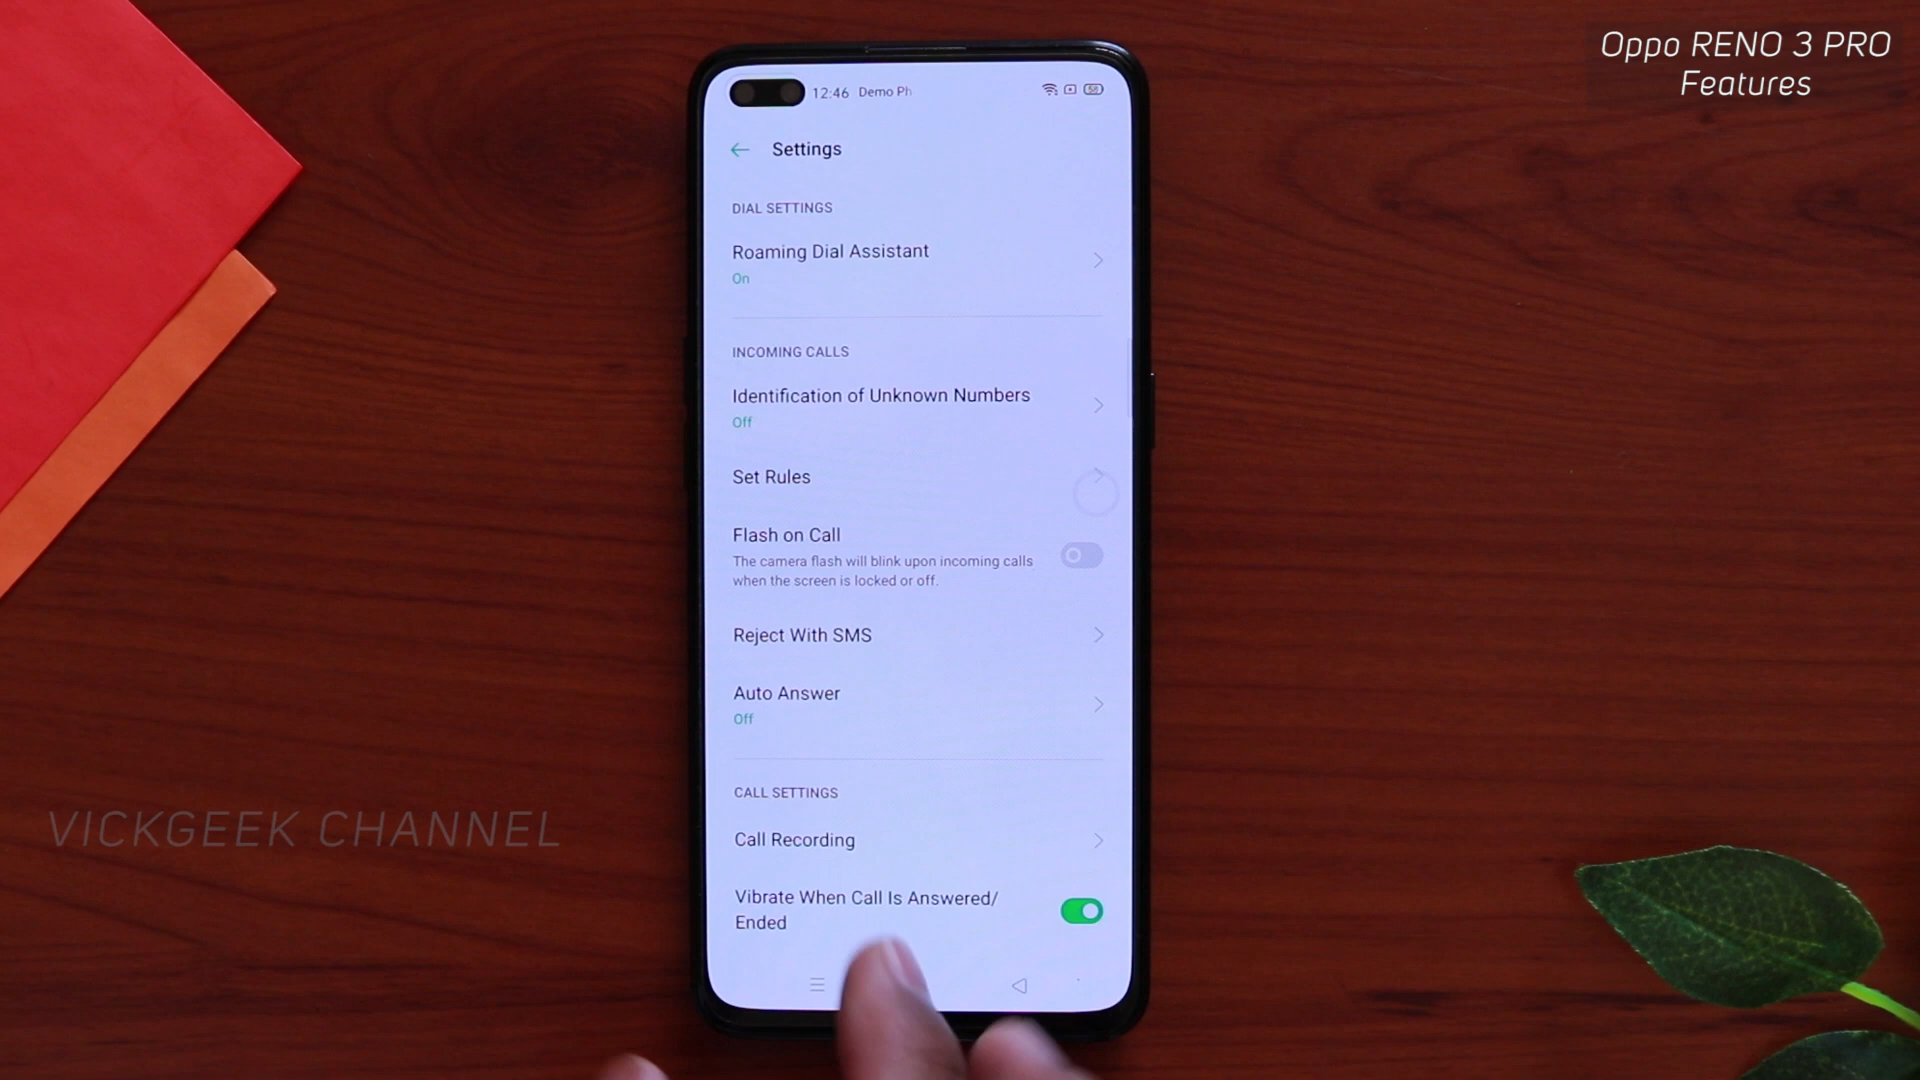 Oppo RENO 3 PRO
Features
12:46 Demo Ph
Settings
DIAL SETTINGS
Roaming Dial Assistant
On
INCOMING CALLS
Identification of Unknown Numbers
Off
Set Rules
Flash on Call
The camera flash will blink upon incoming calls
when the screen is locked or off.
Reject With SMS
Auto Answer
Off
CALL SETTINGS
Call Recording
Vibrate When Call Is Answered/
Ended
VICKGEEK CHANNEL